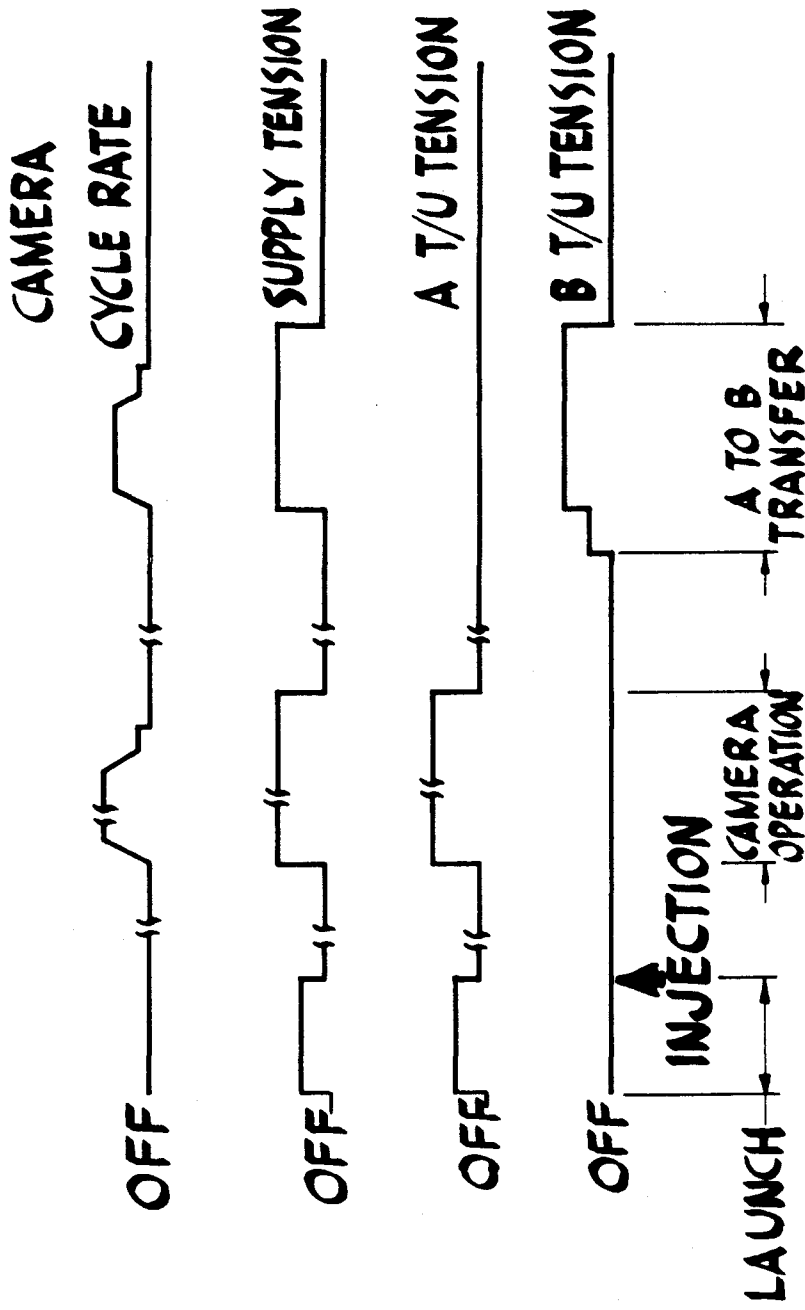 CAMERA
CYCLE RATE
OFF
SUPPLY TENSION
OFF
A T/U TENSION
OFF
B T/U TENSION
OFF
INJECTION
LAUNCH
CAMERA
OPERATION
A TO B
TRANSFER